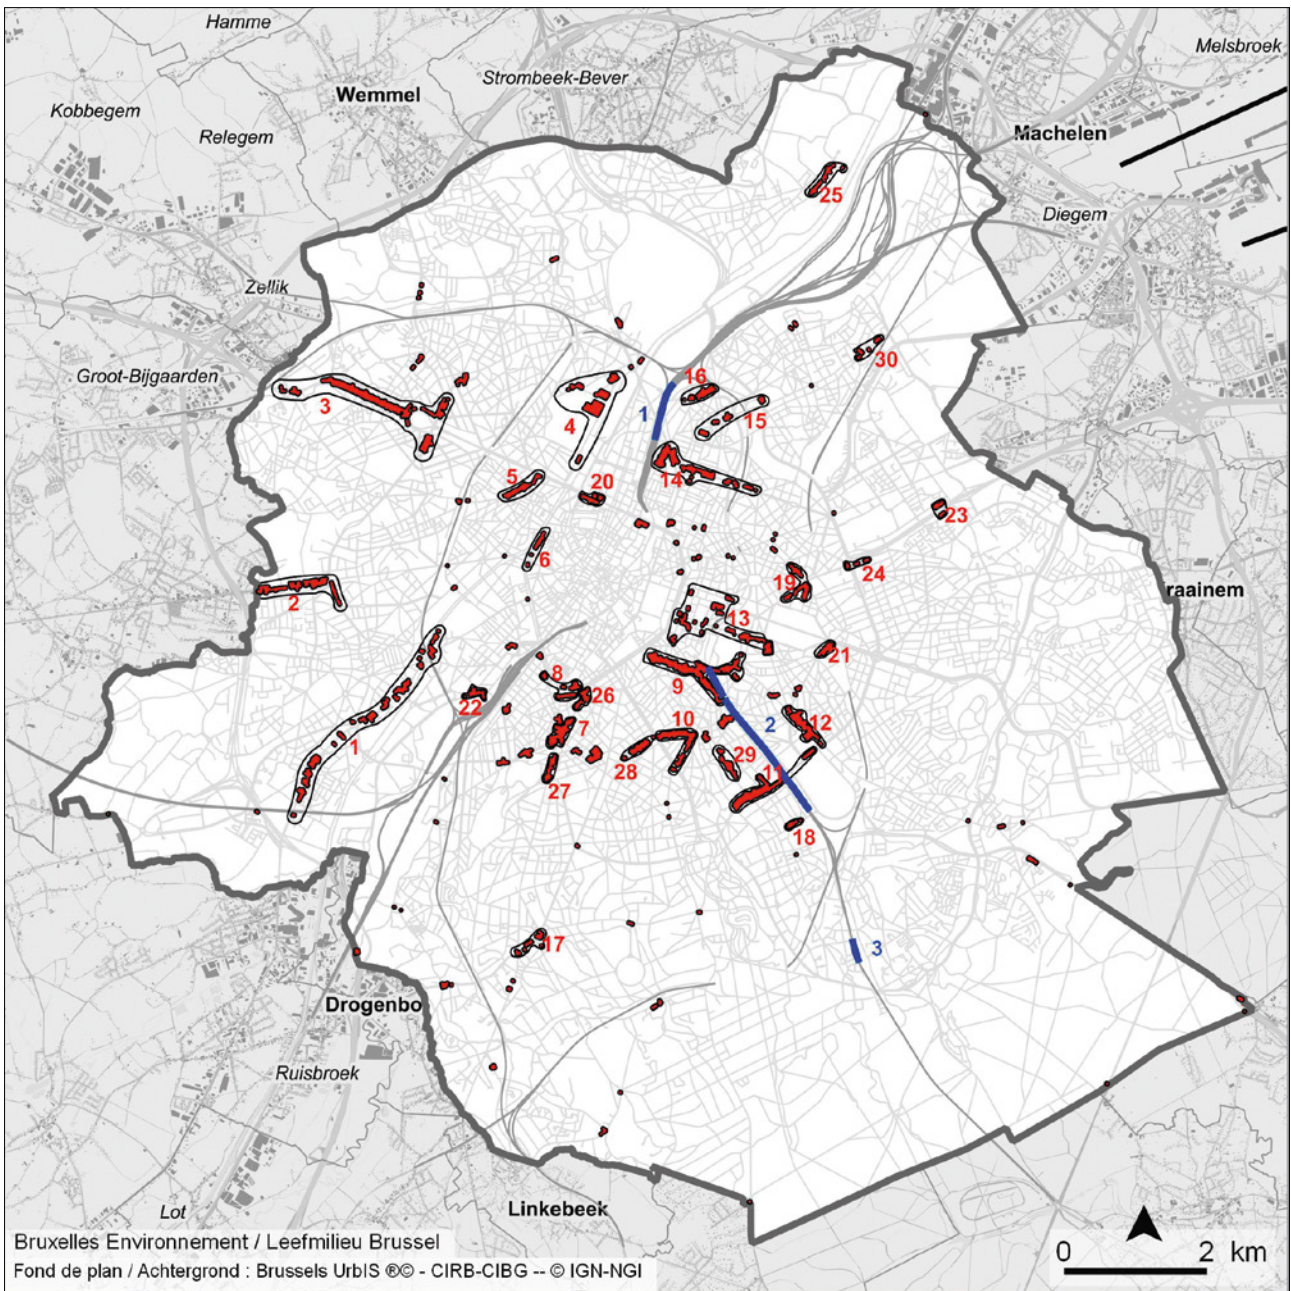 Hamme
Melsbroek
Strombeek-Bever
Wemmel
Kobbegem
Relegem
Machelen
25
Diegem
Zellik
30
Groot-Bijgaarden
16
3
1
15
4
5
14
20
23
6
24
19
2
raainem
13
21
9
8
26
22
10
2
12
7
1
29
28
11
27
18
17
3
Drogenbo
Ruisbroek
Linkebeek
Lot
Bruxelles Environnement / Leefmilieu Brussel
Fond de plan / Achtergrond : Brussels UrbIS ®© - CIRB-CIBG -- © IGN-NGI
0 2 km